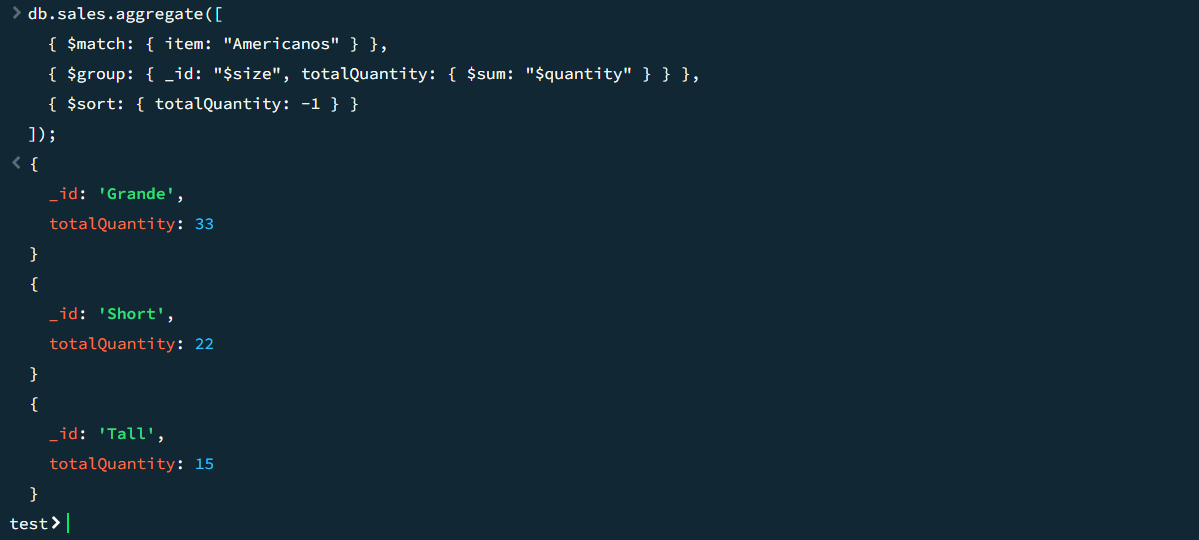 > db.sales.aggregate([
{ $match: { item: "Americanos" } },
{ $group: { _id: "$size", totalQuantity: { $sum: "$quantity" } } },
{ $sort: { totalQuantity: -1 } }
]);
< {
_id: 'Grande',
totalQuantity: 33
}
{
_id: 'Short',
totalQuantity: 22
}
{
_id: 'Tall',
totalQuantity: 15
}
test>